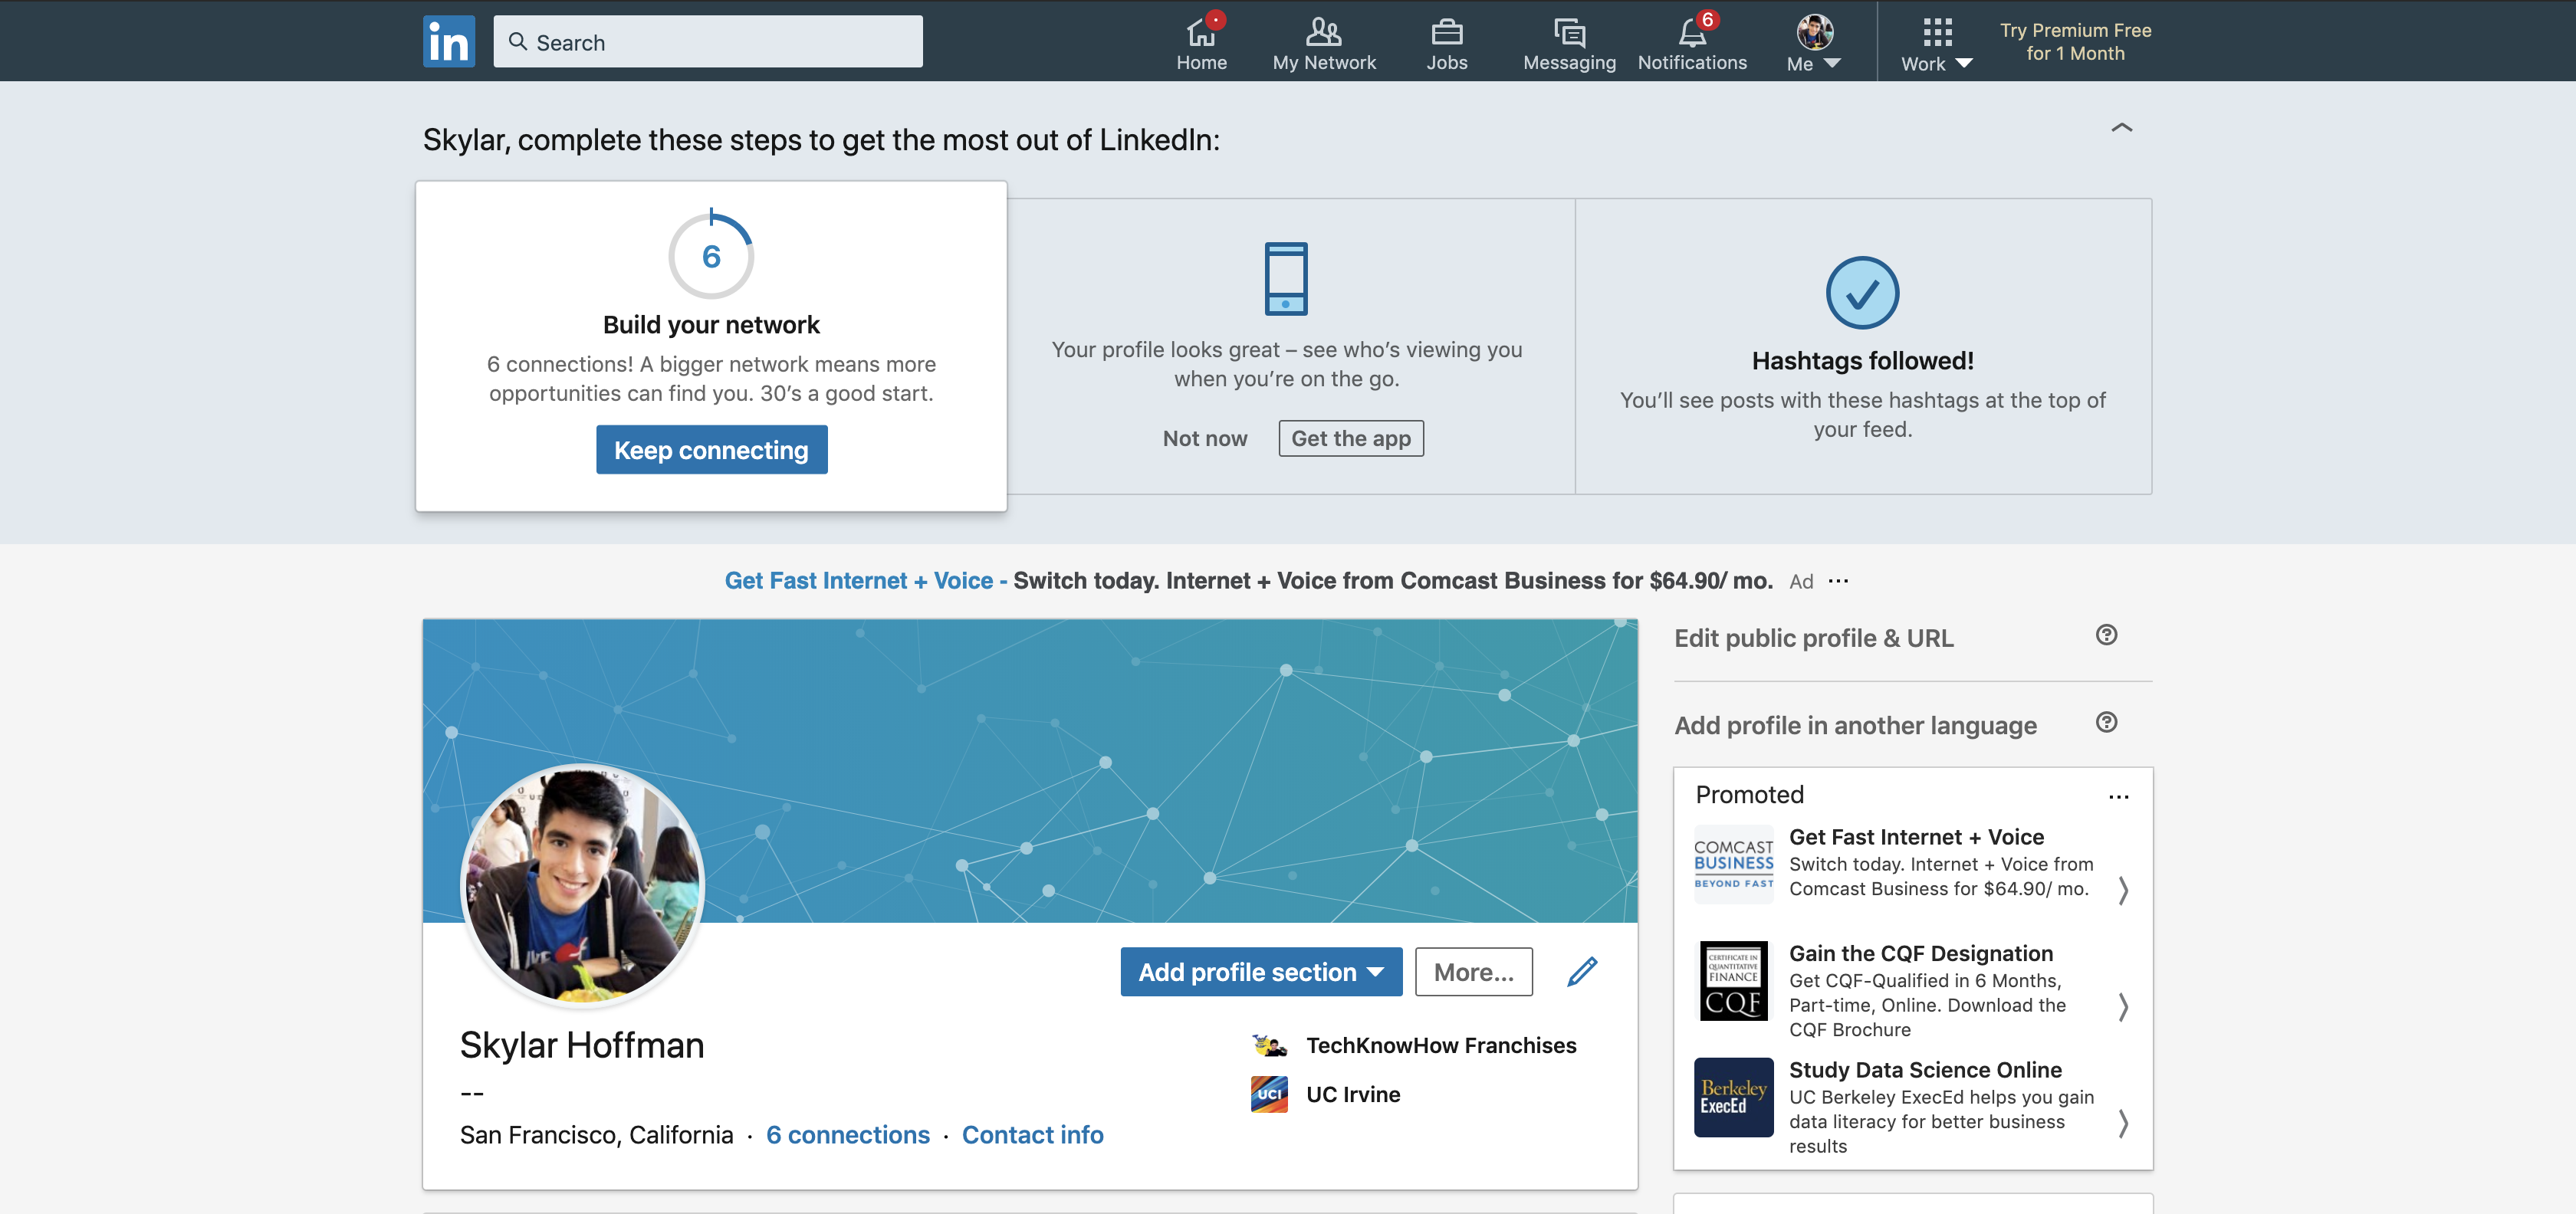 in
Search
Home
My Network
Jobs
Messaging
6
Notifications
Me
Work
Try Premium Free
for 1 Month
Skylar, complete these steps to get the most out of LinkedIn:
6
Build your network
6 connections! A bigger network means more
opportunities can find you. 30’s a good start.
Keep connecting
Your profile looks great – see who’s viewing you
when you’re on the go.
Not now
Get the app
Hashtags followed!
You’ll see posts with these hashtags at the top of
your feed.
Get Fast Internet + Voice - Switch today. Internet + Voice from Comcast Business for $64.90/ mo. Ad ···
Edit public profile & URL
Add profile in another language
Add profile section
More...
Skylar Hoffman
--
San Francisco, California · 6 connections · Contact info
TechKnowHow Franchises
UCI
UC Irvine
Promoted
COMCAST
BUSINESS
BEYOND FAST
Get Fast Internet + Voice
Switch today. Internet + Voice from
Comcast Business for $64.90/ mo.
CERTIFICATE IN
QUANTITATIVE
FINANCE
CQF
Gain the CQF Designation
Get CQF-Qualified in 6 Months,
Part-time, Online. Download the
CQF Brochure
Berkeley
ExecEd
Study Data Science Online
UC Berkeley ExecEd helps you gain
data literacy for better business
results